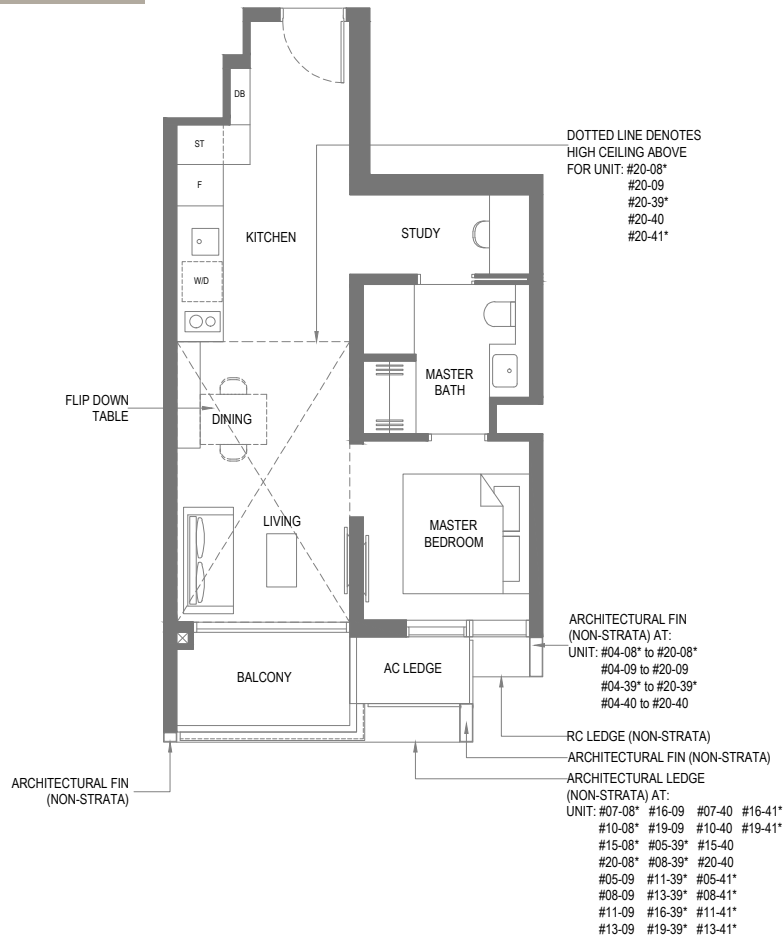 DB
ST
F
W/D
KITCHEN
STUDY
DOTTED LINE DENOTES
HIGH CEILING ABOVE
FOR UNIT: #20-08*
#20-09
#20-39*
#20-40
#20-41*
MASTER
BATH
FLIP DOWN
TABLE
DINING
LIVING
MASTER
BEDROOM
BALCONY
AC LEDGE
ARCHITECTURAL FIN
(NON-STRATA) AT:
UNIT: #04-08* to #20-08*
#04-09 to #20-09
#04-39* to #20-39*
#04-40 to #20-40
RC LEDGE (NON-STRATA)
ARCHITECTURAL FIN (NON-STRATA)
ARCHITECTURAL FIN
(NON-STRATA)
ARCHITECTURAL LEDGE
(NON-STRATA) AT:
UNIT: #07-08* #16-09 #07-40 #16-41*
#10-08* #19-09 #10-40 #19-41*
#15-08* #05-39* #15-40
#20-08* #08-39* #20-40
#05-09 #11-39* #05-41*
#08-09 #13-39* #08-41*
#11-09 #16-39* #11-41*
#13-09 #19-39* #13-41*